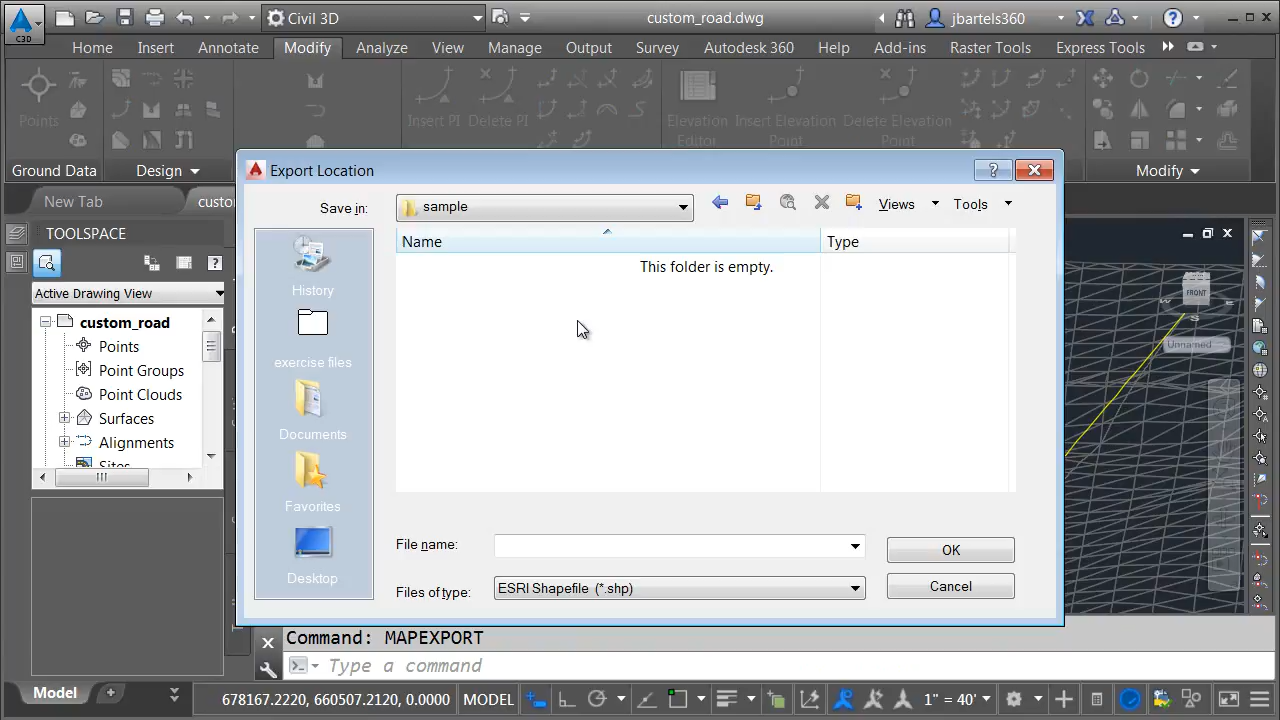 C3D
Civil 3D
custom_road.dwg
jbartels360
Home Insert Annotate Modify Analyze View Manage Output Survey Autodesk 360 Help Add-ins Raster Tools Express Tools
Points
Insert PI Delete PI
Elevation Editor
Insert Elevation Point
Delete Elevation Point
Ground Data Design Modify
New Tab
custo
TOOLSPACE
Active Drawing View
custom_road
Points
Point Groups
Point Clouds
Surfaces
Alignments
Sites
Export Location
Save in: sample
Views Tools
Name Type
This folder is empty.
History
exercise files
Documents
Favorites
Desktop
File name:
OK
Files of type: ESRI Shapefile (*.shp)
Cancel
FRONT
W E
S
Unnamed
Command: MAPEXPORT
Type a command
Model
678167.2220, 660507.2120, 0.0000 MODEL 1" = 40'